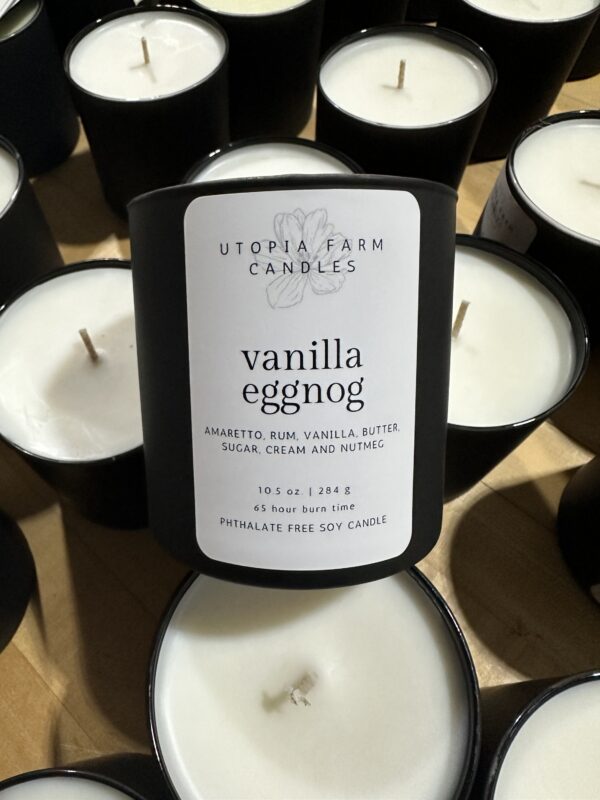 UTOPIA FARM
CANDLES
vanilla
eggnog
AMARETTO, RUM, VANILLA, BUTTER,
SUGAR, CREAM AND NUTMEG
10.5 oz. | 284 g
65 hour burn time
PHTHALATE FREE SOY CANDLE